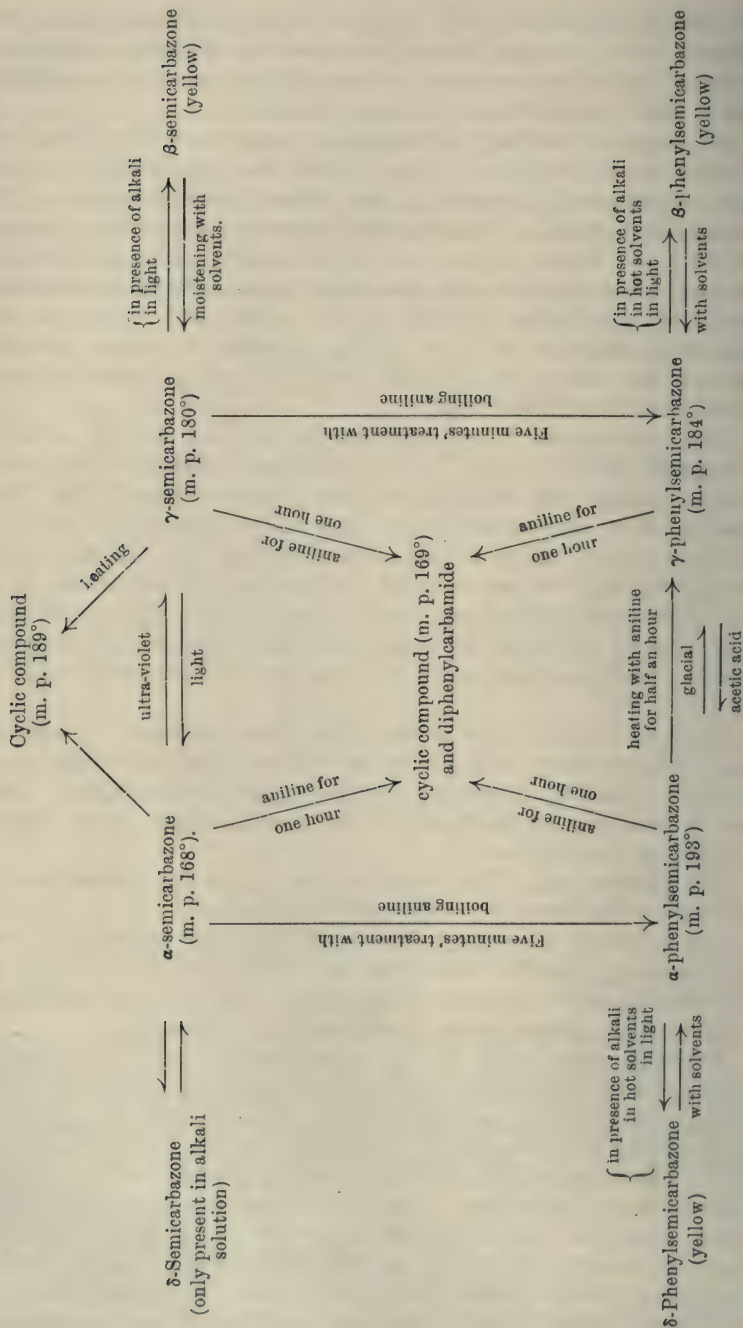 1408
Cyclic compound
(m. p. 189°)
β-semicarbazone
(yellow)
{in presence of alkali
in light
moistening with
solvents.
γ-semicarbazone
(m. p. 180°)
ultra-violet
light
α-semicarbazone
(m. p. 168°).
δ-Semicarbazone
(only present in alkali
solution)
Five minutes' treatment with
boiling aniline
aniline for
one hour
aniline for
one hour
Five minutes' treatment with
boiling aniline
cyclic compound (m. p. 169°)
and diphenylcarbamide
aniline for
one hour
aniline for
one hour
δ-Phenylsemicarbazone
(yellow)
{in presence of alkali
in hot solvents
in light
with solvents
α-phenylsemicarbazone
(m. p. 193°)
heating with aniline
for half an hour
glacial
acetic acid
γ-phenylsemicarbazone
(m. p. 184°)
{in presence of alkali
in hot solvents
in light
with solvents
β-phenylsemicarbazone
(yellow)